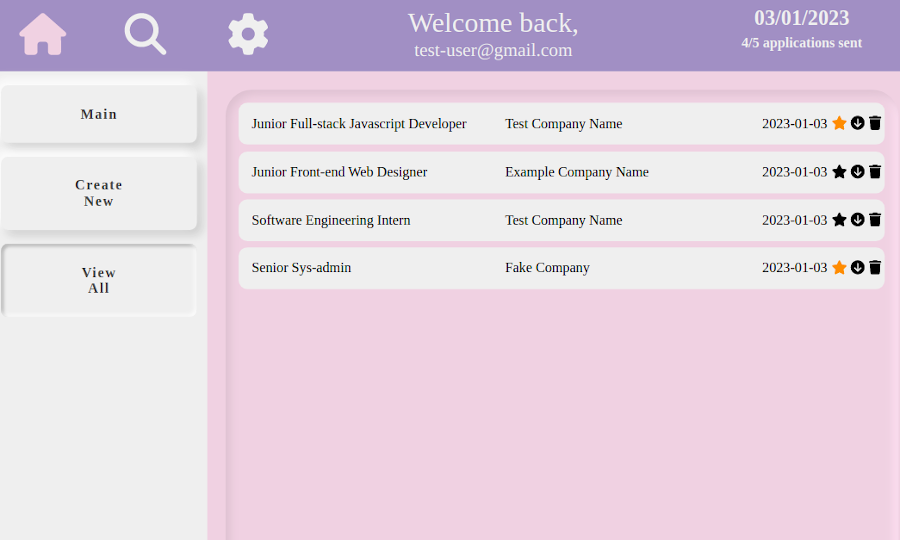 Welcome back,
test-user@gmail.com
03/01/2023
4/5 applications sent
Main
Create
New
View
All
Junior Full-stack Javascript Developer Test Company Name 2023-01-03
Junior Front-end Web Designer Example Company Name 2023-01-03
Software Engineering Intern Test Company Name 2023-01-03
Senior Sys-admin Fake Company 2023-01-03